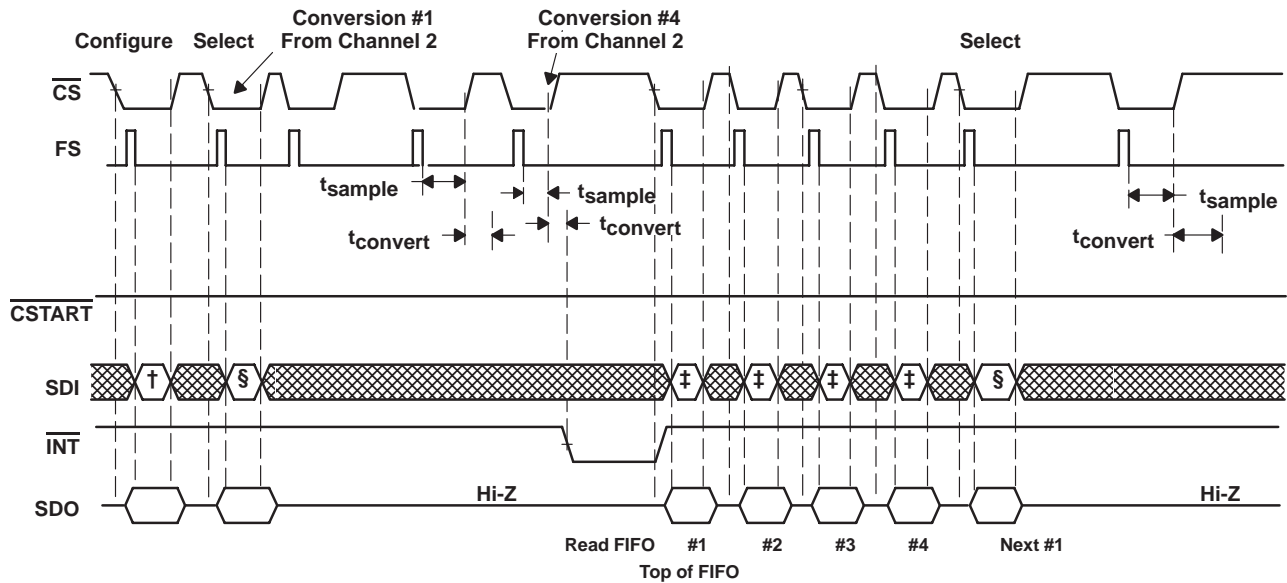 Conversion #1
From Channel 2
Conversion #4
From Channel 2
Configure
Select
Select
CS
FS
tsample
tsample
tsample
tconvert
tconvert
tconvert
CSTART
SDI
†
§
‡
‡
‡
‡
§
INT
Hi-Z
Hi-Z
SDO
Read FIFO
#1
#2
#3
#4
Next #1
Top of FIFO